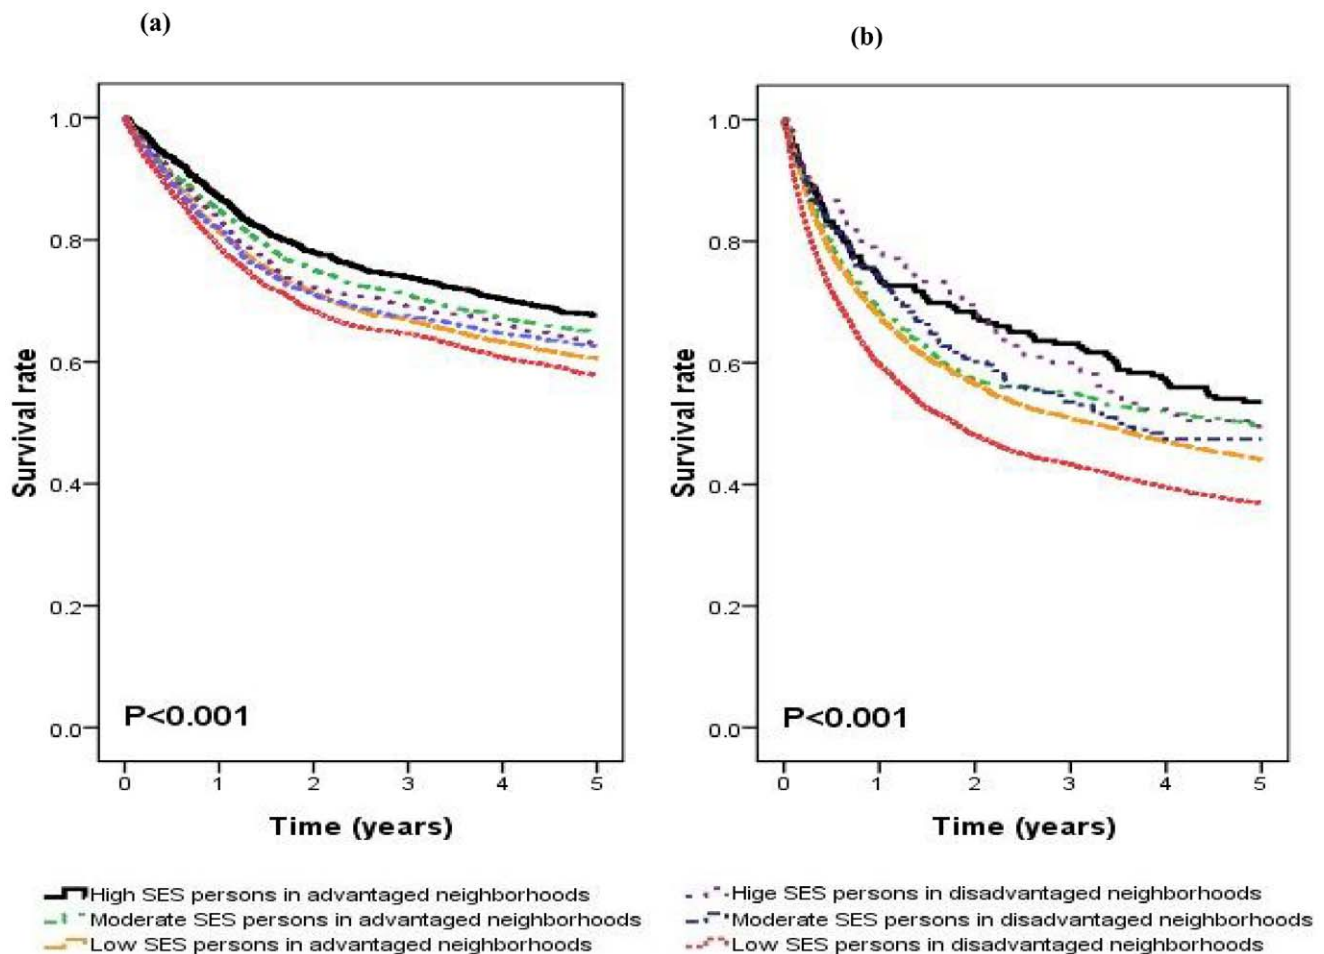 (a)
(b)
1.0
0.8
0.6
0.4
0.2
0.0
Survival rate
P<0.001
0 1 2 3 4 5
Time (years)
1.0
0.8
0.6
0.4
0.2
0.0
Survival rate
P<0.001
0 1 2 3 4 5
Time (years)
High SES persons in advantaged neighborhoods
Moderate SES persons in advantaged neighborhoods
Low SES persons in advantaged neighborhoods
Hige SES persons in disadvantaged neighborhoods
Moderate SES persons in disadvantaged neighborhoods
Low SES persons in disadvantaged neighborhoods